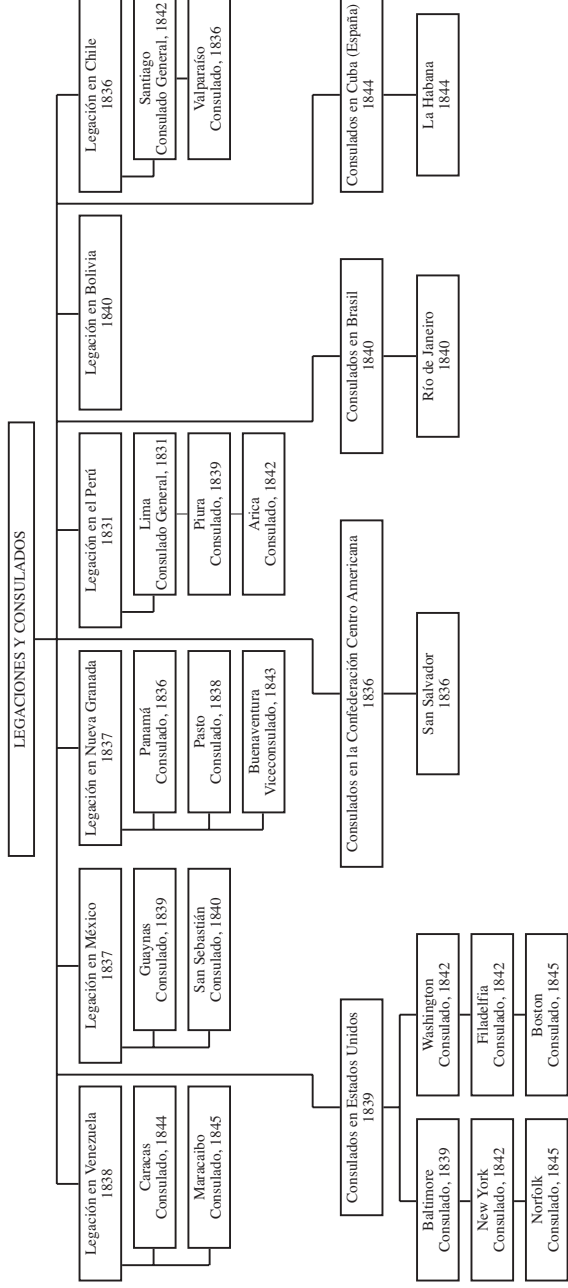 LEGACIONES Y CONSULADOS
Legación en Venezuela
1838
Caracas
Consulado, 1844
Maracaibo
Consulado, 1845
Legación en México
1837
Guaynas
Consulado, 1839
San Sebastián
Consulado, 1840
Legación en Nueva Granada
1837
Panamá
Consulado, 1836
Pasto
Consulado, 1838
Buenaventura
Viceconsulado, 1843
Legación en el Perú
1831
Lima
Consulado General, 1831
Piura
Consulado, 1839
Arica
Consulado, 1842
Legación en Bolivia
1840
Legación en Chile
1836
Santiago
Consulado General, 1842
Valparaíso
Consulado, 1836
Consulados en Estados Unidos
1839
Baltimore
Consulado, 1839
New York
Consulado, 1842
Norfolk
Consulado, 1845
Washington
Consulado, 1842
Filadelfia
Consulado, 1842
Boston
Consulado, 1845
Consulados en la Confederación Centro Americana
1836
San Salvador
1836
Consulados en Brasil
1840
Río de Janeiro
1840
Consulados en Cuba (España)
1844
La Habana
1844